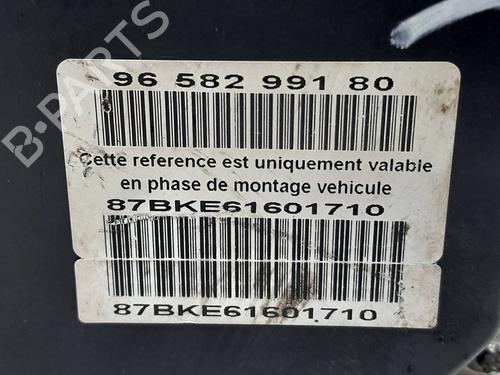 B-PARTS
96 582 991 80
Cette reference est uniquement valable
en phase de montage vehicule
87BKE61601710
87BKE61601710